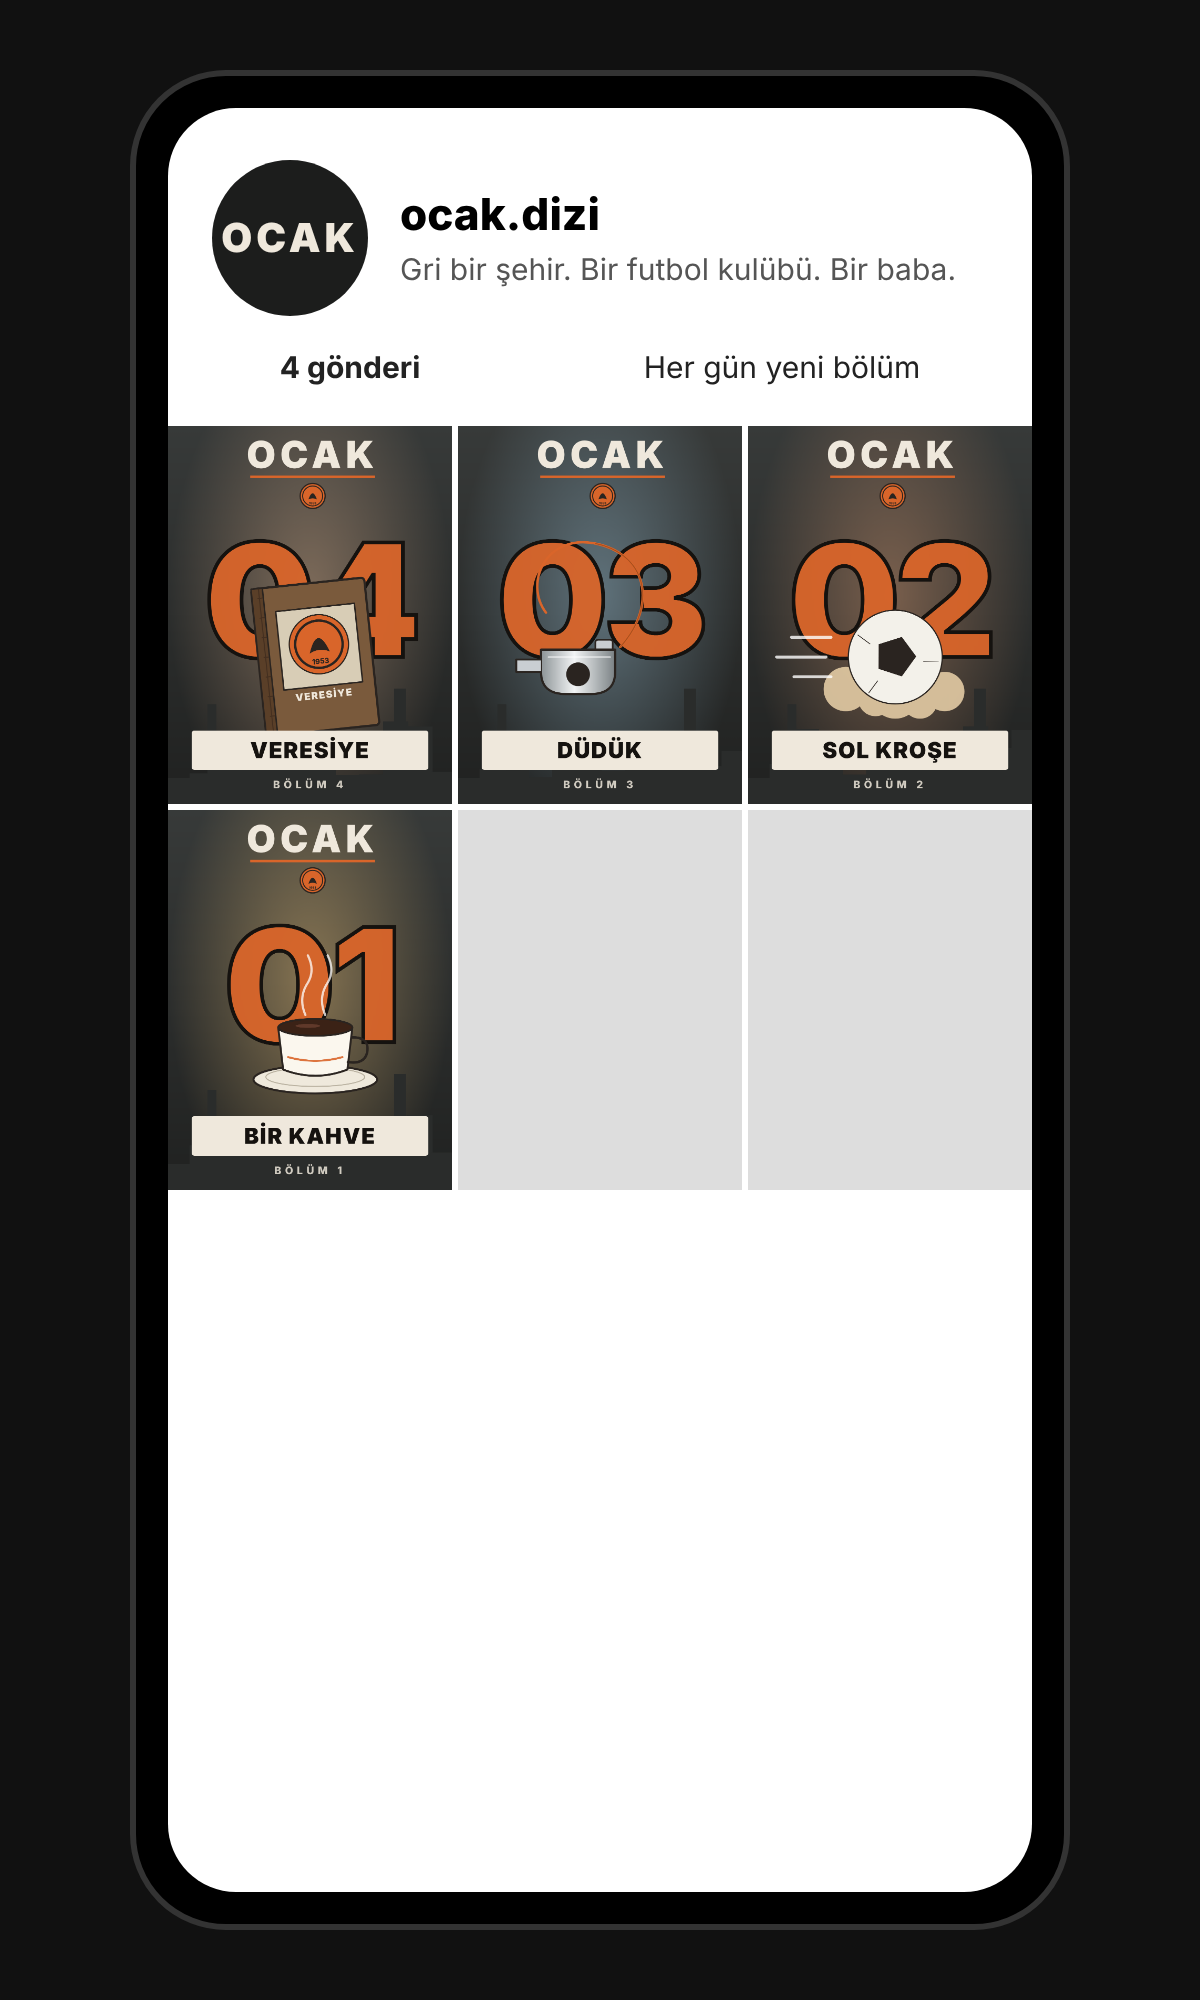 OCAK
ocak.dizi
Gri bir şehir. Bir futbol kulübü. Bir baba.
4 gönderi
Her gün yeni bölüm
OCAK
04
1953
VERESİYE
VERESİYE
BÖLÜM 4
OCAK
03
DÜDÜK
BÖLÜM 3
OCAK
02
SOL KROŞE
BÖLÜM 2
OCAK
01
BİR KAHVE
BÖLÜM 1